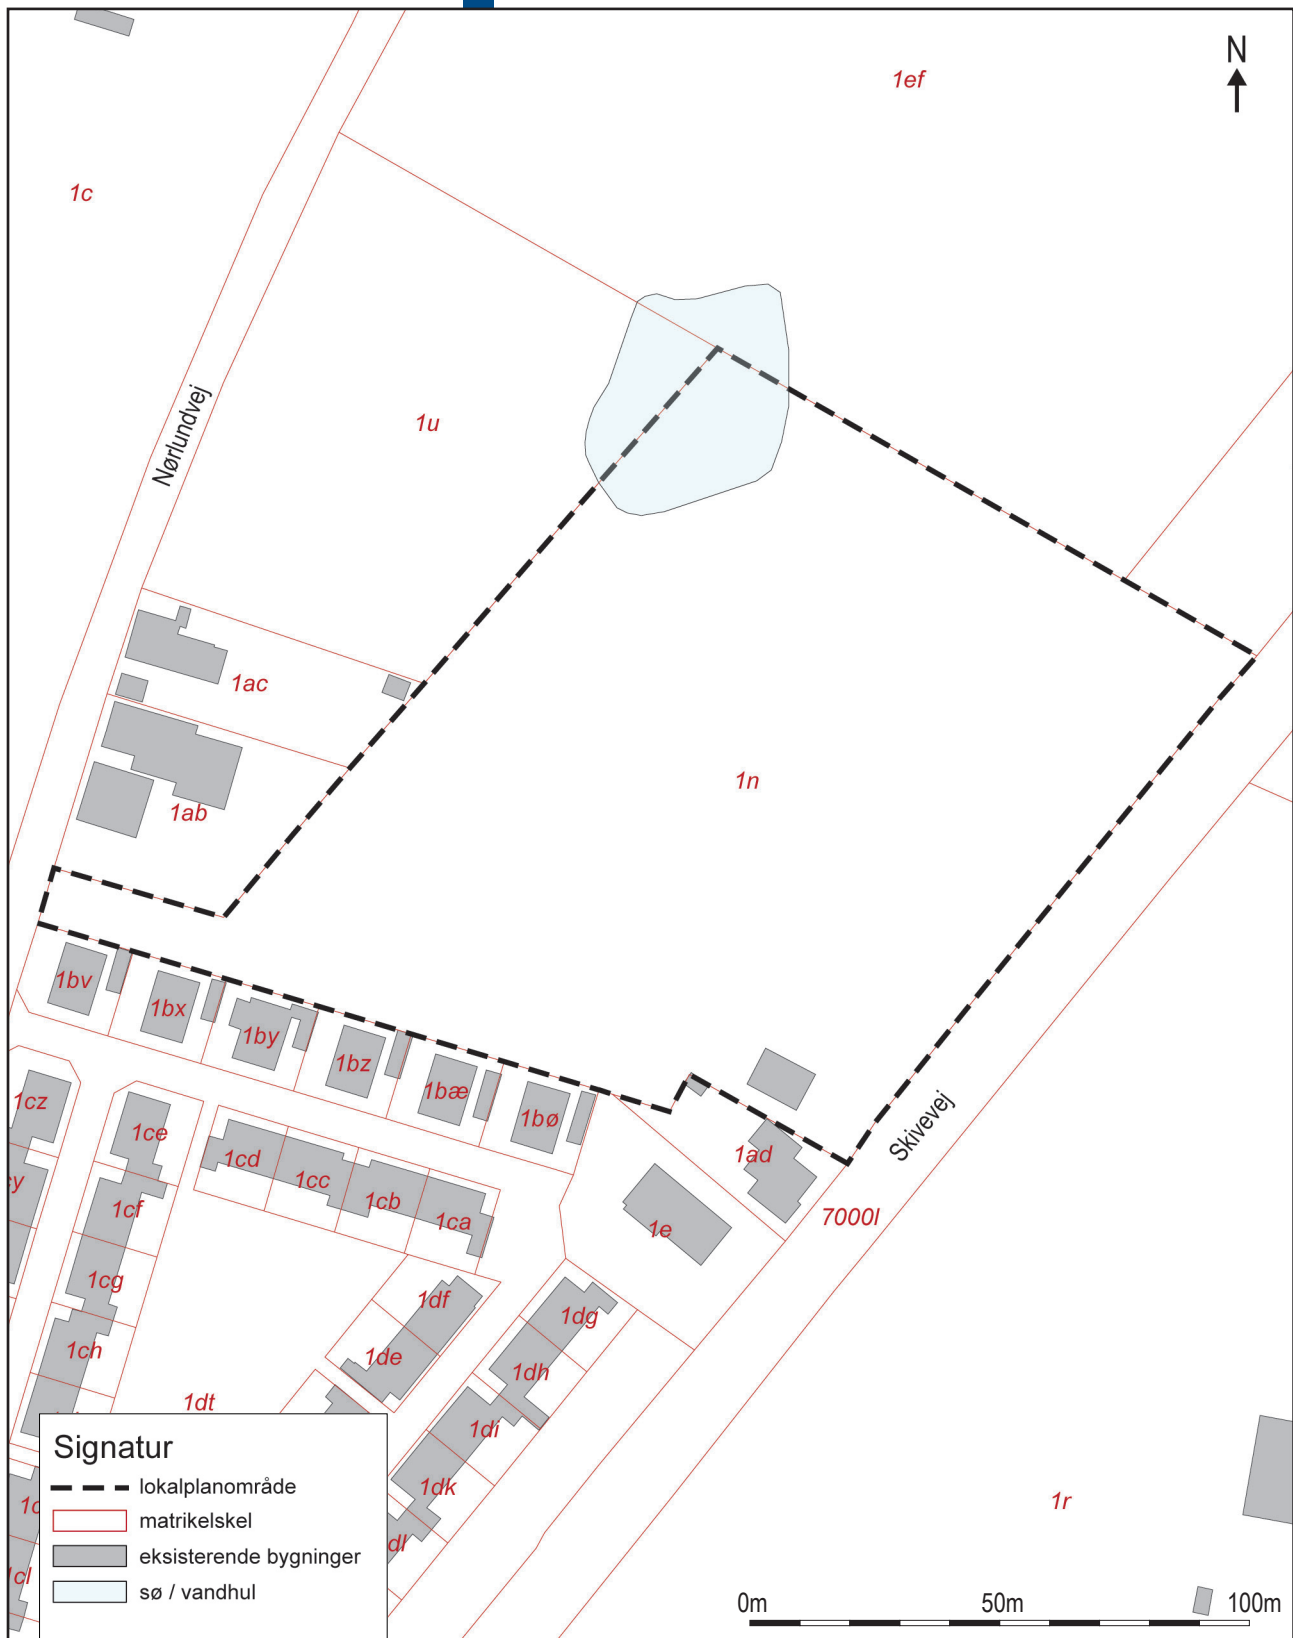 N
1ef
1c
Nørlundvej
1u
1ac
1n
1ab
1bv
1bx
1by
1bz
1bæ
1bø
1cz
1ce
1cd
1cc
1cb
1ca
1cf
1cg
1ch
1ad
1e
Skivevej
7000l
1df
1de
1dg
1dh
1di
1dk
1dt
1r
Signatur
lokalplanområde
matrikelskel
eksisterende bygninger
sø / vandhul
0m 50m 100m